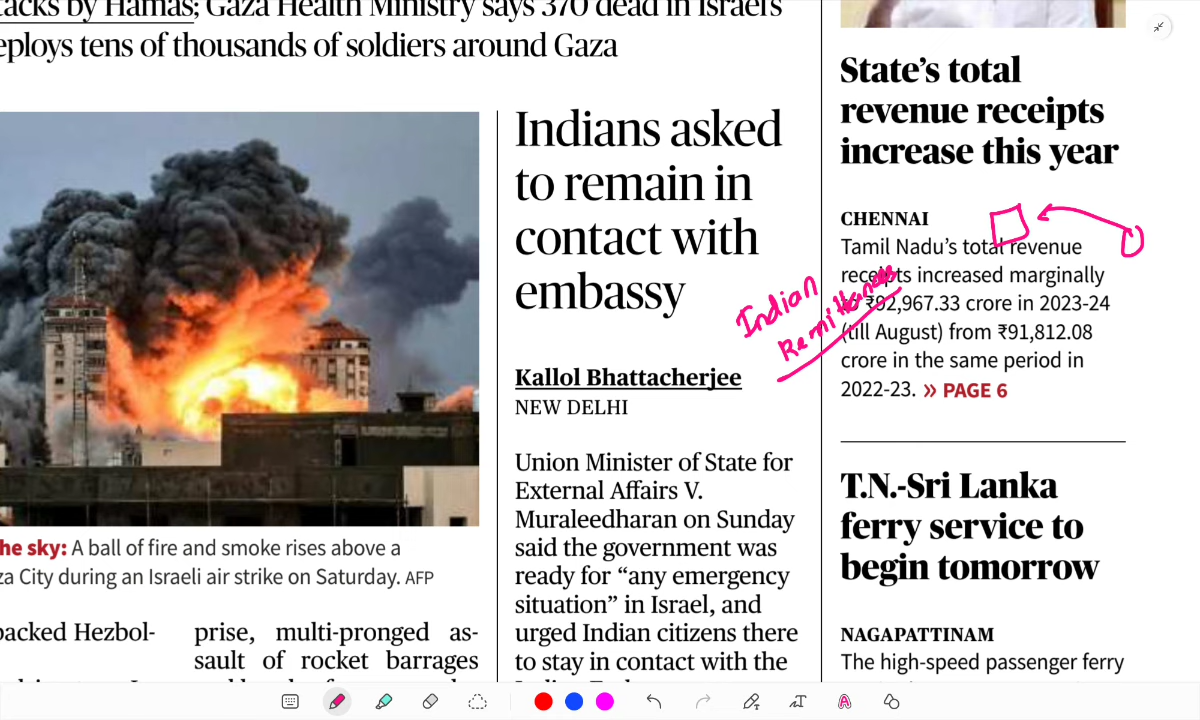 tacks by Hamas; Gaza Health Ministry says 370 dead in Israel's
eploys tens of thousands of soldiers around Gaza
he sky: A ball of fire and smoke rises above a
za City during an Israeli air strike on Saturday. AFP
backed Hezbol-
prise, multi-pronged as-
sault of rocket barrages
Indians asked
to remain in
contact with
embassy
Kallol Bhattacherjee
NEW DELHI
Union Minister of State for
External Affairs V.
Muraleedharan on Sunday
said the government was
ready for “any emergency
situation” in Israel, and
urged Indian citizens there
to stay in contact with the
Indian
Remittances
State's total
revenue receipts
increase this year
CHENNAI
Tamil Nadu's total revenue
receipts increased marginally
to ₹92,967.33 crore in 2023-24
(till August) from ₹91,812.08
crore in the same period in
2022-23. » PAGE 6
T.N.-Sri Lanka
ferry service to
begin tomorrow
NAGAPATTINAM
The high-speed passenger ferry